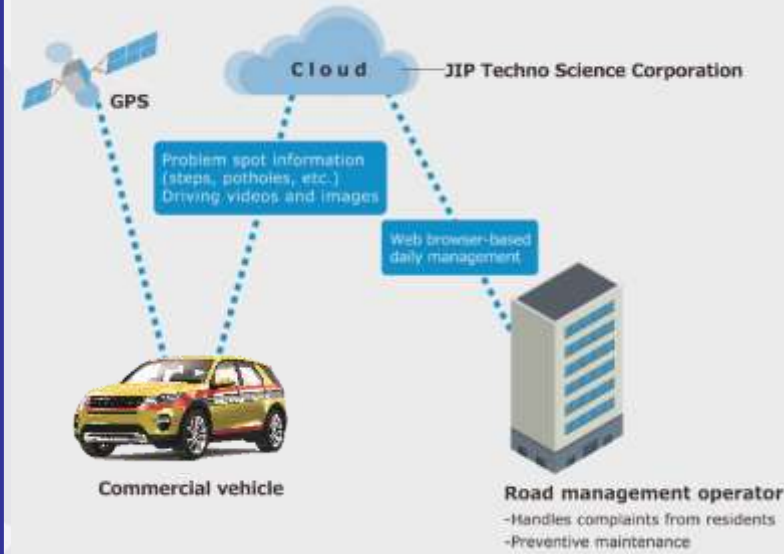 Cloud
JIP Techno Science Corporation
GPS
Problem spot information
(steps, potholes, etc.)
Driving videos and images
Web browser-based
daily management
Commercial vehicle
Road management operator
-Handles complaints from residents
-Preventive maintenance